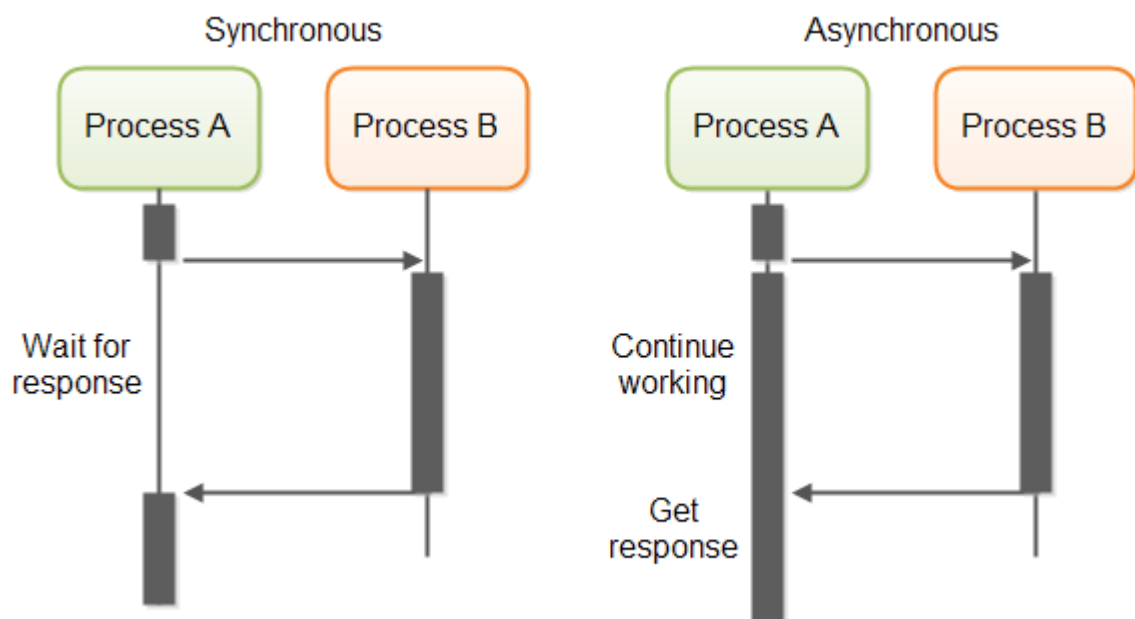 Synchronous
Asynchronous
Process A
Process B
Process A
Process B
Wait for
response
Continue
working
Get
response